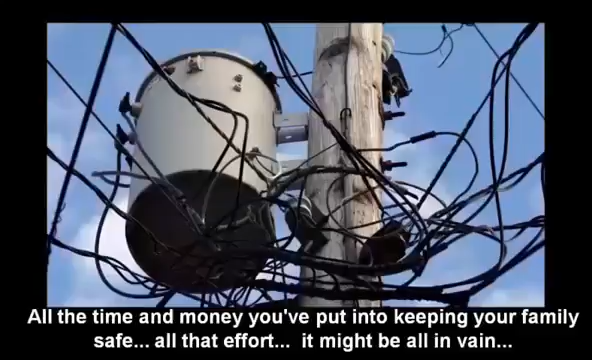 All the time and money you've put into keeping your family
safe... all that effort...  it might be all in vain...